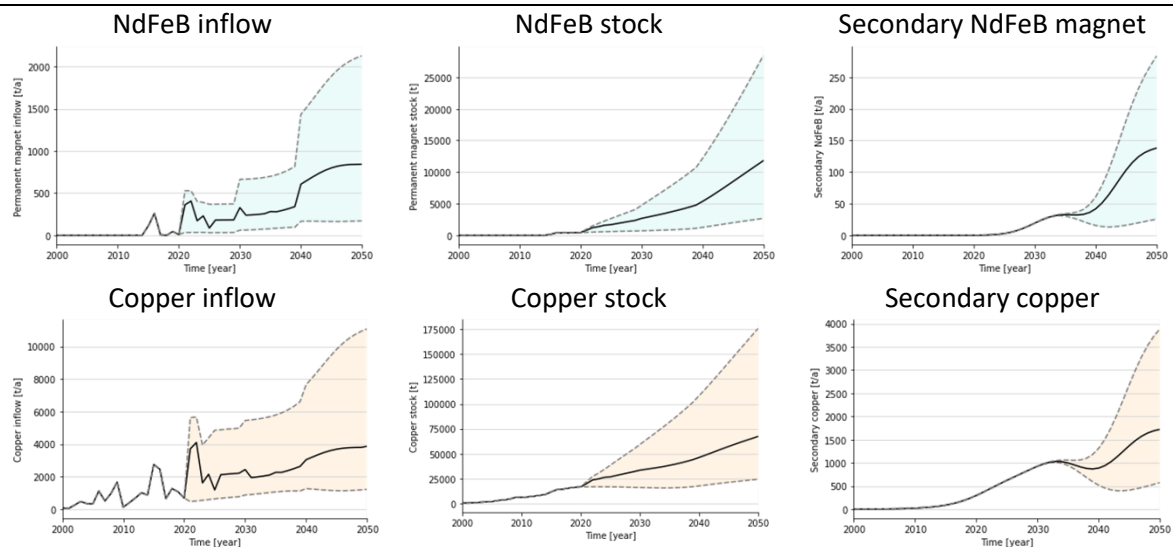 NdFeB inflow
NdFeB stock
Secondary NdFeB magnet
Permanent magnet inflow [t/a]
2000
1500
1000
500
0
2000 2010 2020 2030 2040 2050
Time [year]
Permanent magnet stock [t]
25000
20000
15000
10000
5000
0
2000 2010 2020 2030 2040 2050
Time [year]
Secondary NdFeB [t/a]
250
200
150
100
50
0
2000 2010 2020 2030 2040 2050
Time [year]
Copper inflow
Copper stock
Secondary copper
Copper inflow [t/a]
10000
8000
6000
4000
2000
0
2000 2010 2020 2030 2040 2050
Time [year]
Copper stock [t]
175000
150000
125000
100000
75000
50000
25000
0
2000 2010 2020 2030 2040 2050
Time [year]
Secondary copper [t/a]
4000
3500
3000
2500
2000
1500
1000
500
0
2000 2010 2020 2030 2040 2050
Time [year]